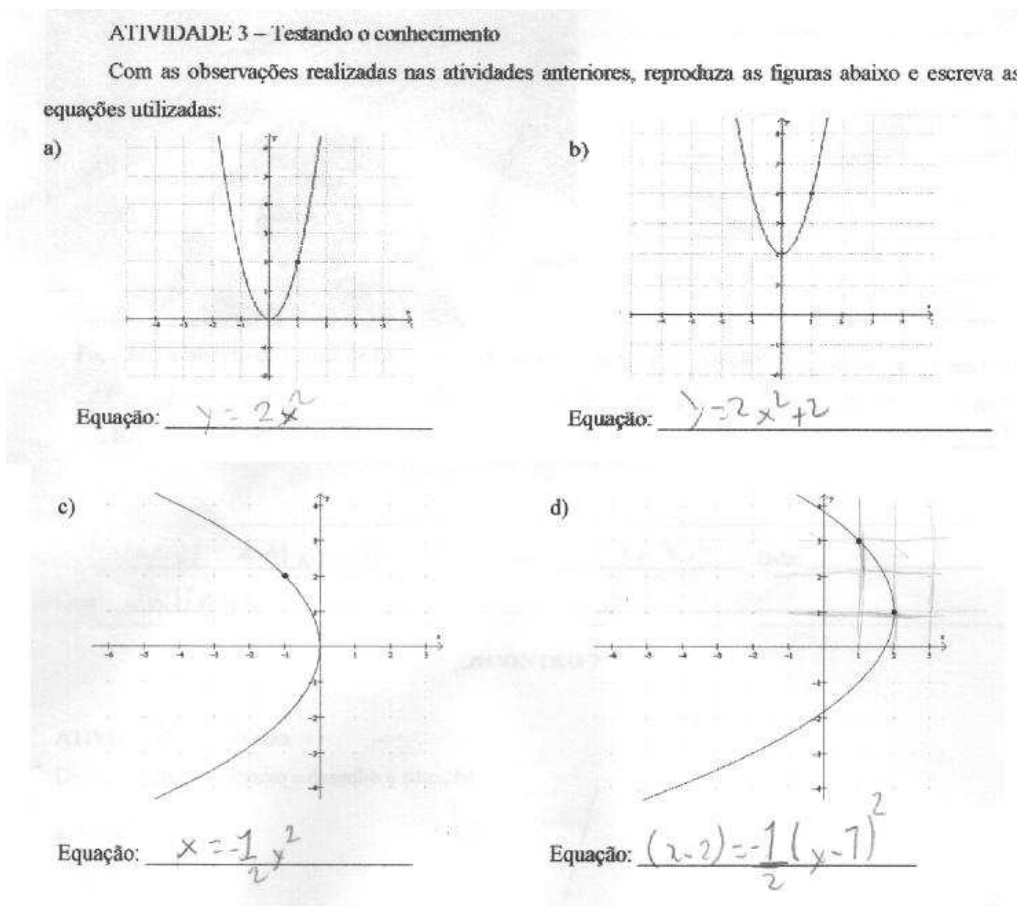 ATIVIDADE 3 – Testando o conhecimento
Com as observações realizadas nas atividades anteriores, reproduza as figuras abaixo e escreva as
equações utilizadas:
a)
b)
Equação: y = 2x²
Equação: y = 2x² + 2
c)
d)
Equação: x = -1/2 y²
Equação: (x-2) = -1/2 (y-1)²